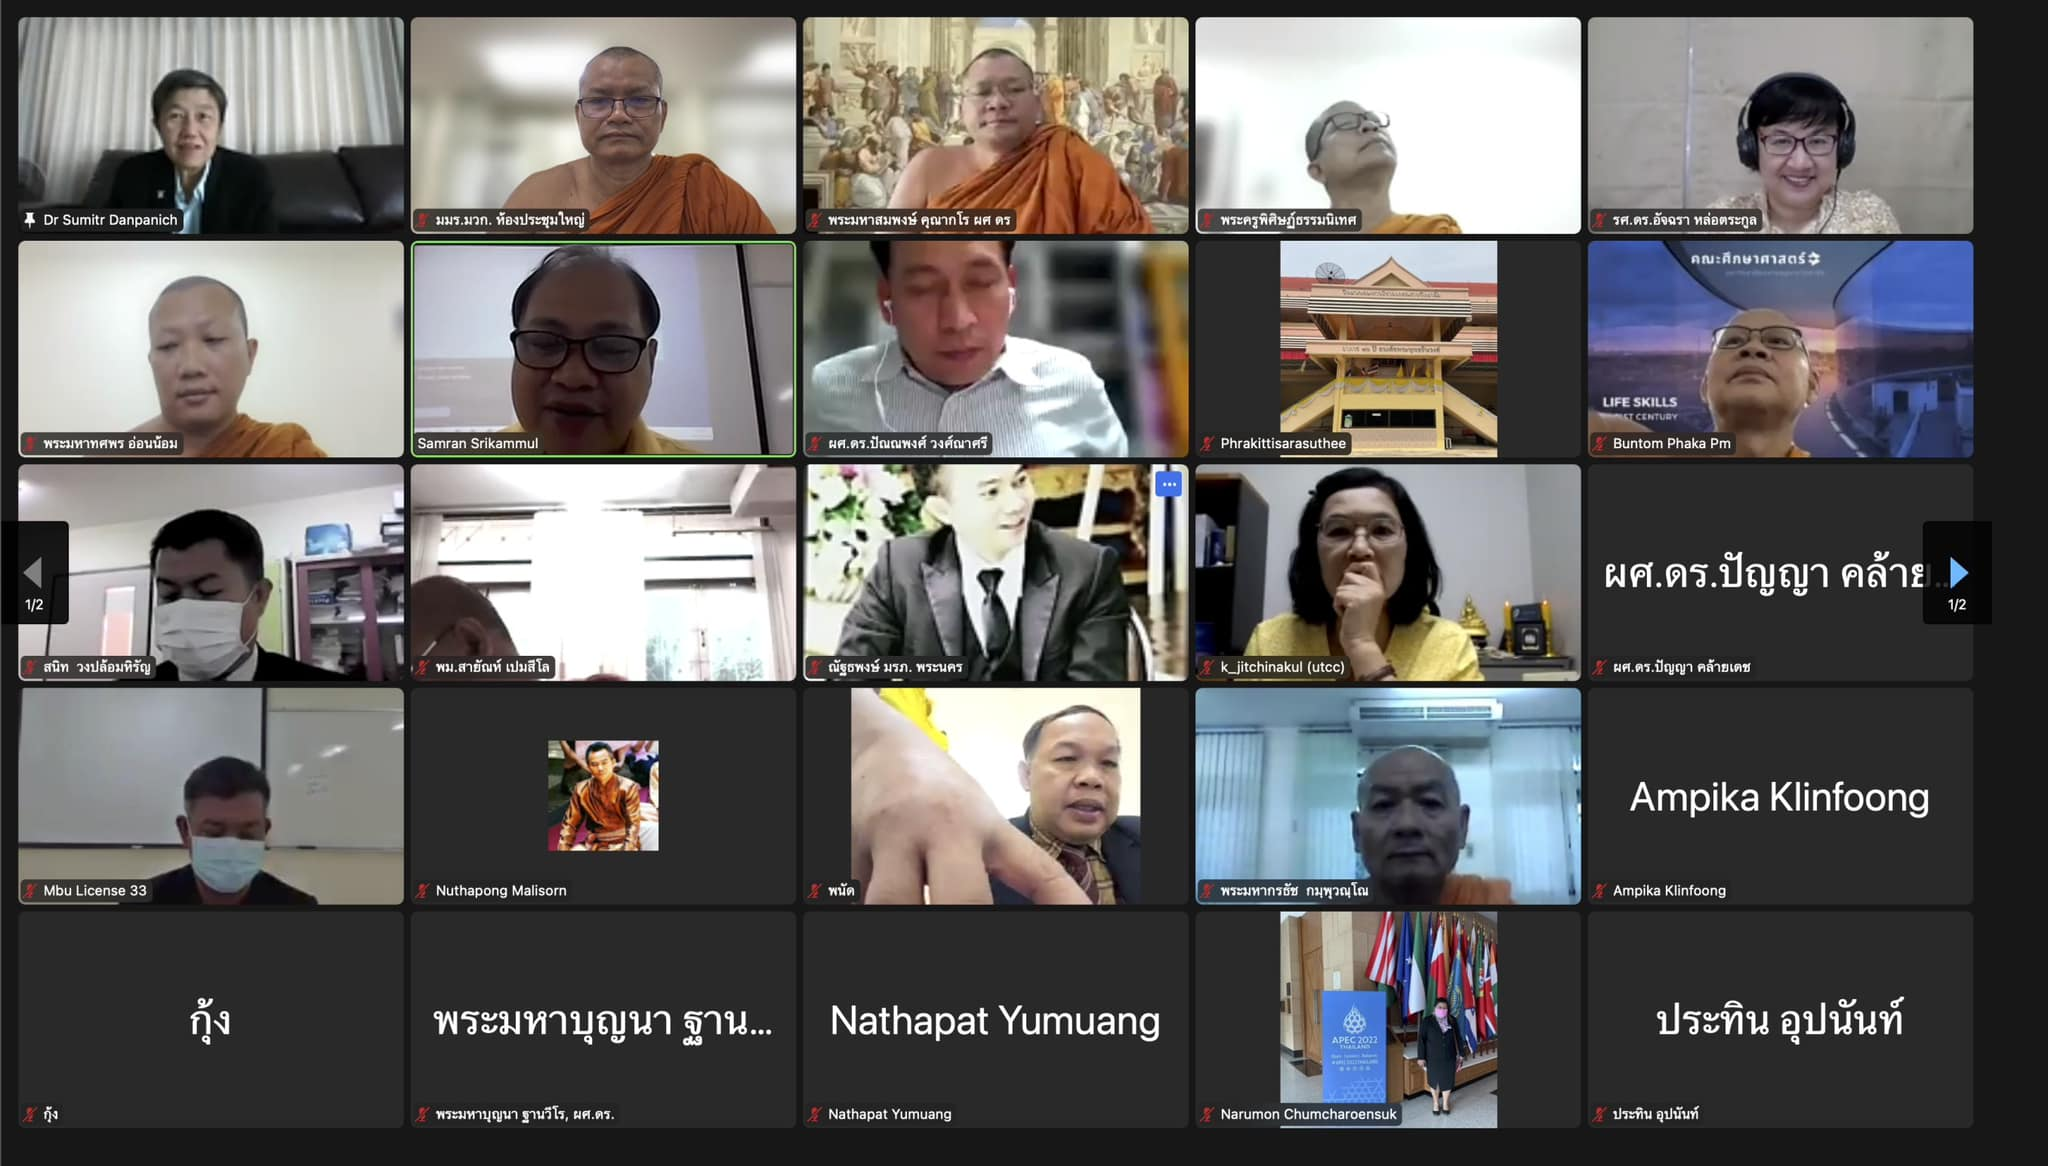 Dr Sumitr Danpanich
มมร.มวก. ห้องประชุมใหญ่
พระมหาสมพงษ์ คุณากโร ผศ ดร
พระครูพิศิษฏ์ธรรมนิเทศ
รศ.ดร.อัจฉรา หล่อตระกูล
พระมหาทศพร อ่อนน้อม
Samran Srikammul
ผศ.ดร.ปัณณพงศ์ วงศ์ณาศรี
Phrakittisarasuthee
คณะศึกษาศาสตร์
LIFE SKILLS
CENTURY
Buntom Phaka Pm
1/2
สนิท วงปล้อมหิรัญ
พม.สายัณห์ เปมสีโล
ณัฐธพงษ์ มรภ. พระนคร
k_jitchinakul (utcc)
ผศ.ดร.ปัญญา คล้าย...
ผศ.ดร.ปัญญา คล้ายเดช
1/2
Mbu License 33
Nuthapong Malisorn
พนัด
พระมหากรธัช กมฺพุวณฺโณ
Ampika Klinfoong
Ampika Klinfoong
กุ้ง
กุ้ง
พระมหาบุญนา ฐาน...
พระมหาบุญนา ฐานวีโร, ผศ.ดร.
Nathapat Yumuang
Nathapat Yumuang
APEC 2022
THAILAND
Narumon Chumcharoensuk
ประทิน อุปนันท์
ประทิน อุปนันท์